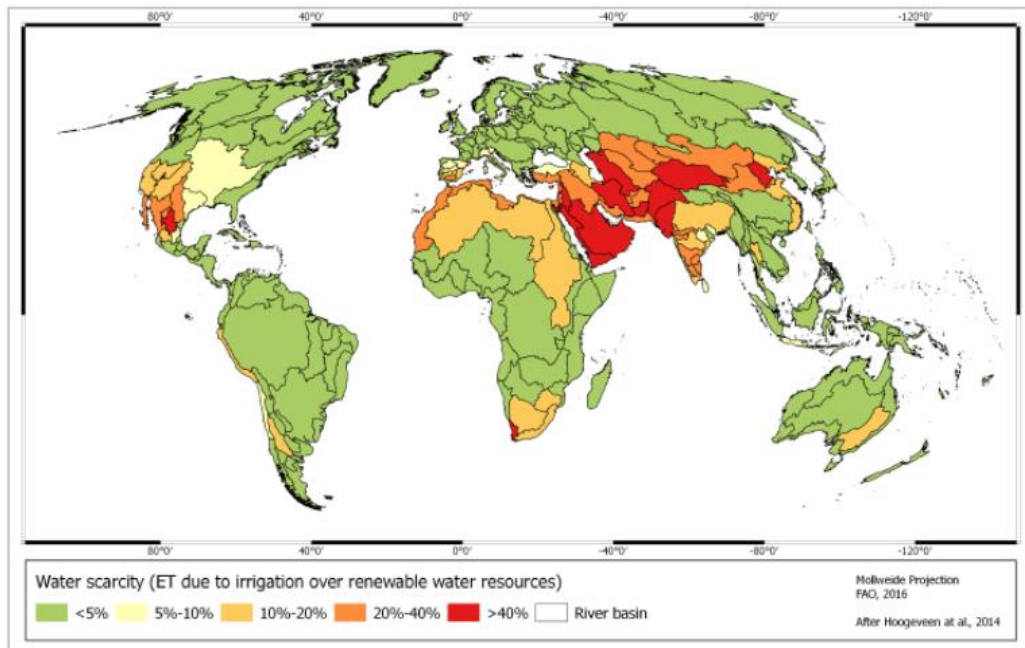 80°0' 40°0' 0°0' -40°0' -80°0' -120°0'
80°0' 40°0' 0°0' -40°0' -80°0' -120°0'
Water scarcity (ET due to irrigation over renewable water resources)
<5% 5%-10% 10%-20% 20%-40% >40% River basin
Mollweide Projection
FAO, 2016
After Hoogeveen at al., 2014